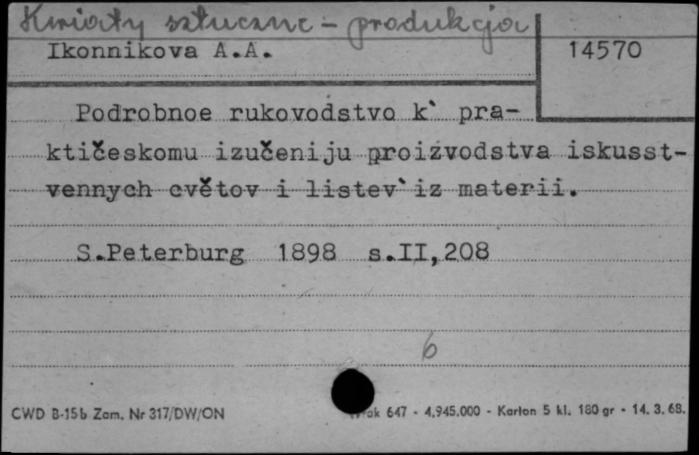 Kwiaty sztuczne - produkcja
Ikonnikova A.A.
14570
Podrobnoe rukovodstvo k` pra-
ktičeskomu izučeniju proizvodstva iskusst-
vennych cvětov i listev`iz materii.
S.Peterburg 1898 s.II,208
6
CWD B-15b Zam. Nr 317/DW/ON
647 - 4.945.000 - Karton 5 kl. 180 gr - 14. 3. 68.